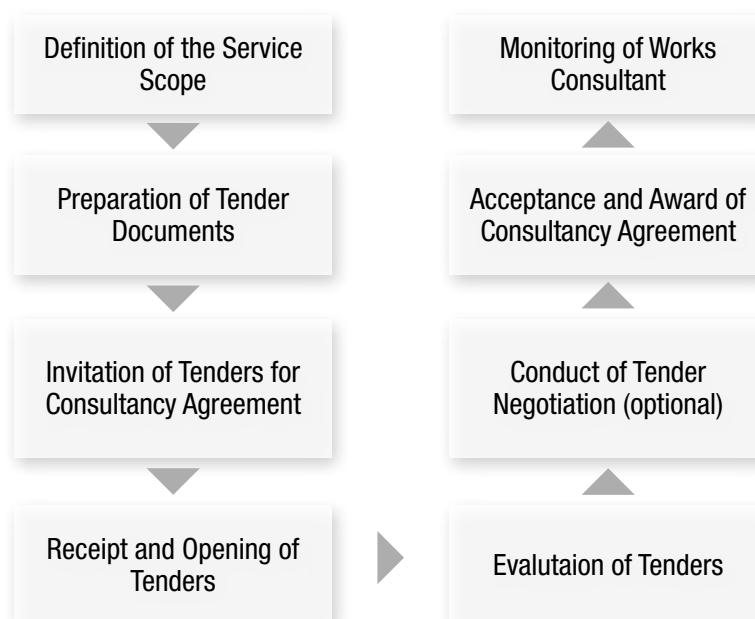 Definition of the Service
Scope
Preparation of Tender
Documents
Invitation of Tenders for
Consultancy Agreement
Receipt and Opening of
Tenders
Evalutaion of Tenders
Conduct of Tender
Negotiation (optional)
Acceptance and Award of
Consultancy Agreement
Monitoring of Works
Consultant